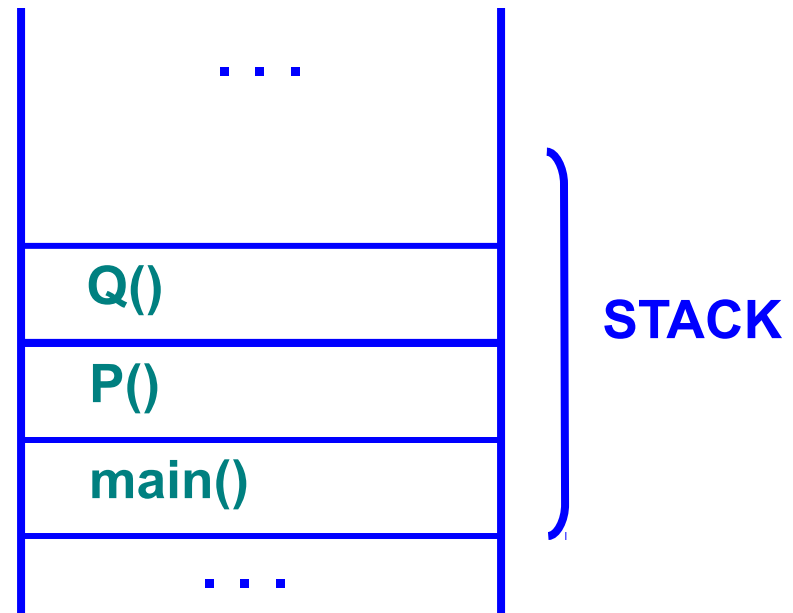 . . .
Q()
STACK
P()
main()
. . .